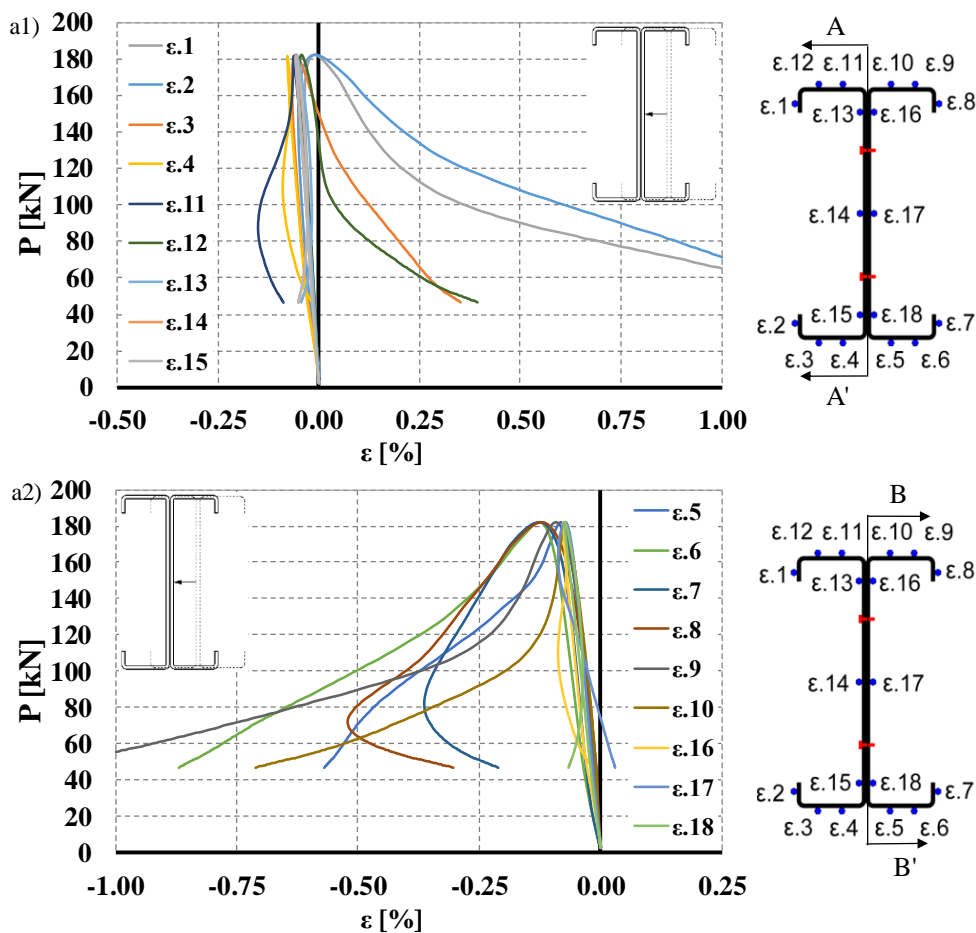 a1)
200
180
160
140
120
100
80
60
40
20
0
P [kN]
-0.50 -0.25 0.00 0.25 0.50 0.75 1.00
ε [%]
ε.1
ε.2
ε.3
ε.4
ε.11
ε.12
ε.13
ε.14
ε.15
A
ε.12 ε.11 ε.10 ε.9
ε.1 ε.13 ε.16 ε.8
ε.14 ε.17
ε.2 ε.15 ε.18 ε.7
ε.3 ε.4 ε.5 ε.6
A'
a2)
200
180
160
140
120
100
80
60
40
20
0
P [kN]
-1.00 -0.75 -0.50 -0.25 0.00 0.25
ε [%]
ε.5
ε.6
ε.7
ε.8
ε.9
ε.10
ε.16
ε.17
ε.18
B
ε.12 ε.11 ε.10 ε.9
ε.1 ε.13 ε.16 ε.8
ε.14 ε.17
ε.2 ε.15 ε.18 ε.7
ε.3 ε.4 ε.5 ε.6
B'